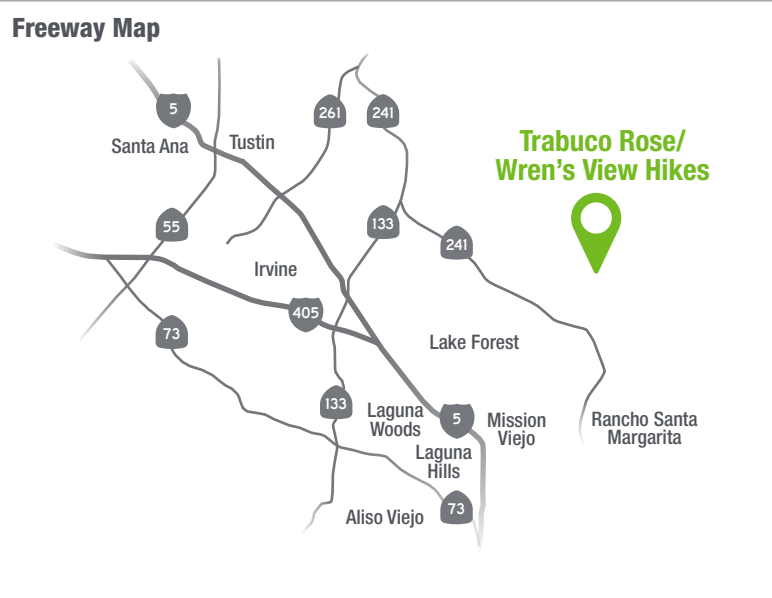 Freeway Map
5
261
241
Santa Ana
Tustin
Trabuco Rose/
Wren's View Hikes
55
133
241
Irvine
405
73
Lake Forest
133
Laguna
Woods
5
Mission
Viejo
Rancho Santa
Margarita
Laguna
Hills
73
Aliso Viejo